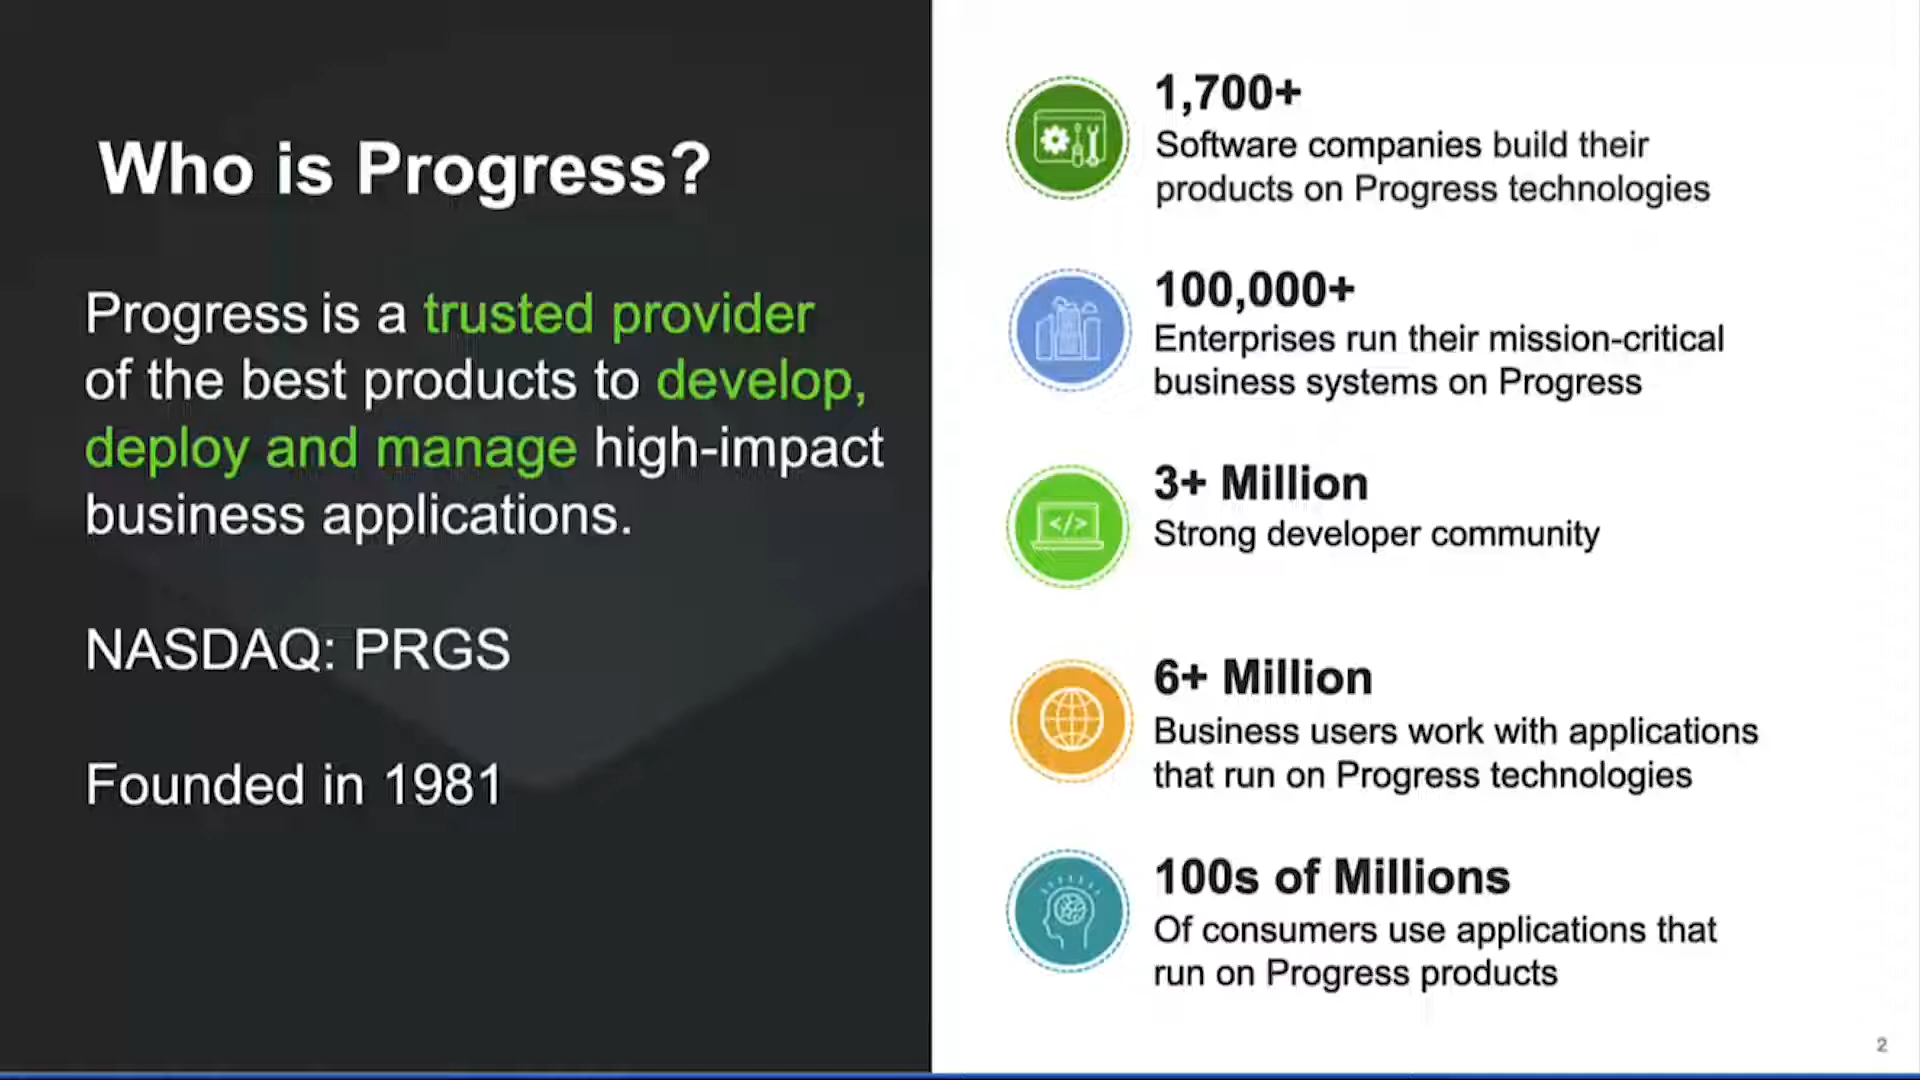 Who is Progress?
Progress is a trusted provider
of the best products to develop,
deploy and manage high-impact
business applications.
NASDAQ: PRGS
Founded in 1981
1,700+
Software companies build their
products on Progress technologies
100,000+
Enterprises run their mission-critical
business systems on Progress
</>
3+ Million
Strong developer community
6+ Million
Business users work with applications
that run on Progress technologies
100s of Millions
Of consumers use applications that
run on Progress products
2